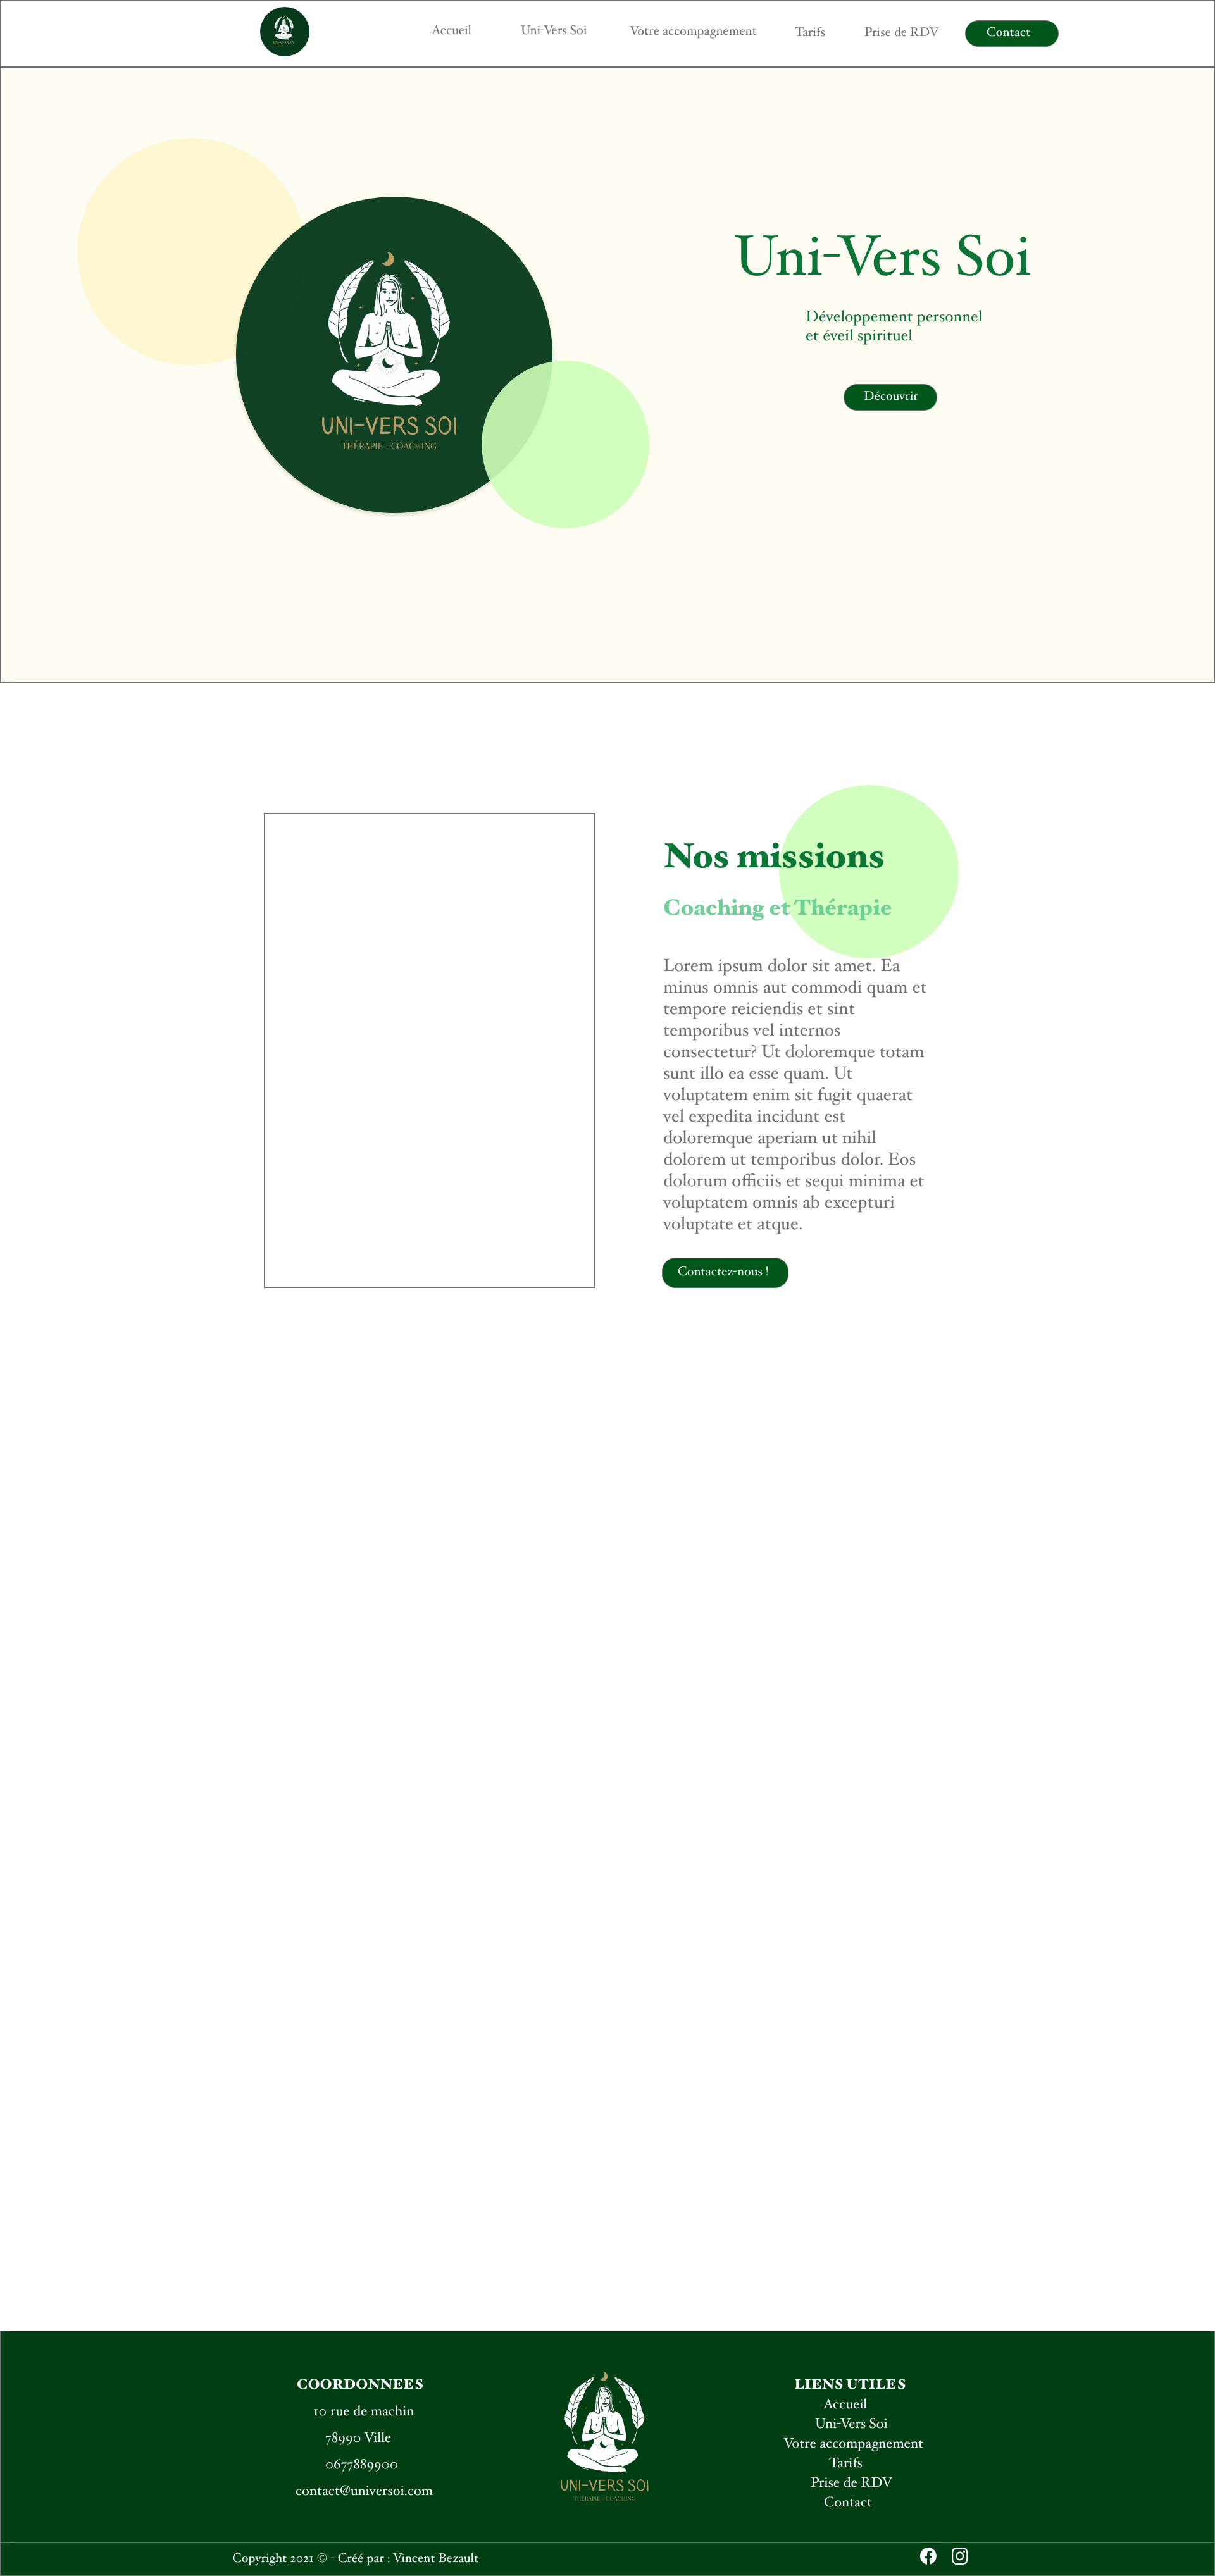 Accueil Uni-Vers Soi Votre accompagnement Tarifs Prise de RDV Contact
UNI-VERS SOI
THÉRAPIE - COACHING
Uni-Vers Soi
Développement personnel
et éveil spirituel
Découvrir
Nos missions
Coaching et Thérapie
Lorem ipsum dolor sit amet. Ea
minus omnis aut commodi quam et
tempore reiciendis et sint
temporibus vel internos
consectetur? Ut doloremque totam
sunt illo ea esse quam. Ut
voluptatem enim sit fugit quaerat
vel expedita incidunt est
doloremque aperiam ut nihil
dolorem ut temporibus dolor. Eos
dolorum officiis et sequi minima et
voluptatem omnis ab excepturi
voluptate et atque.
Contactez-nous !
COORDONNEES
10 rue de machin
78990 Ville
0677889900
contact@universoi.com
UNI-VERS SOI
THÉRAPIE - COACHING
LIENS UTILES
Accueil
Uni-Vers Soi
Votre accompagnement
Tarifs
Prise de RDV
Contact
Copyright 2021 © - Créé par : Vincent Bezault